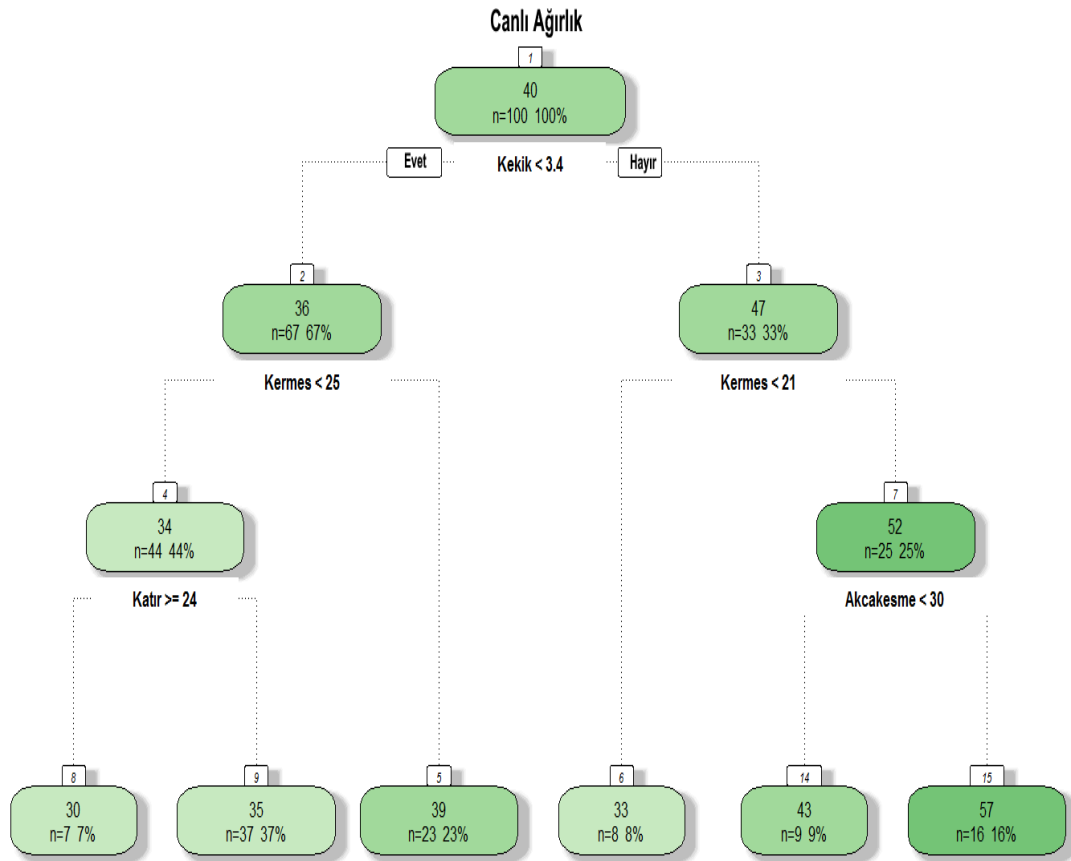 Canlı Ağırlık
1
40
n=100 100%
Evet
Kekik < 3.4
Hayır
2
36
n=67 67%
3
47
n=33 33%
Kermes < 25
Kermes < 21
4
34
n=44 44%
7
52
n=25 25%
Katır >= 24
Akcakesme < 30
8
30
n=7 7%
9
35
n=37 37%
5
39
n=23 23%
6
33
n=8 8%
14
43
n=9 9%
15
57
n=16 16%